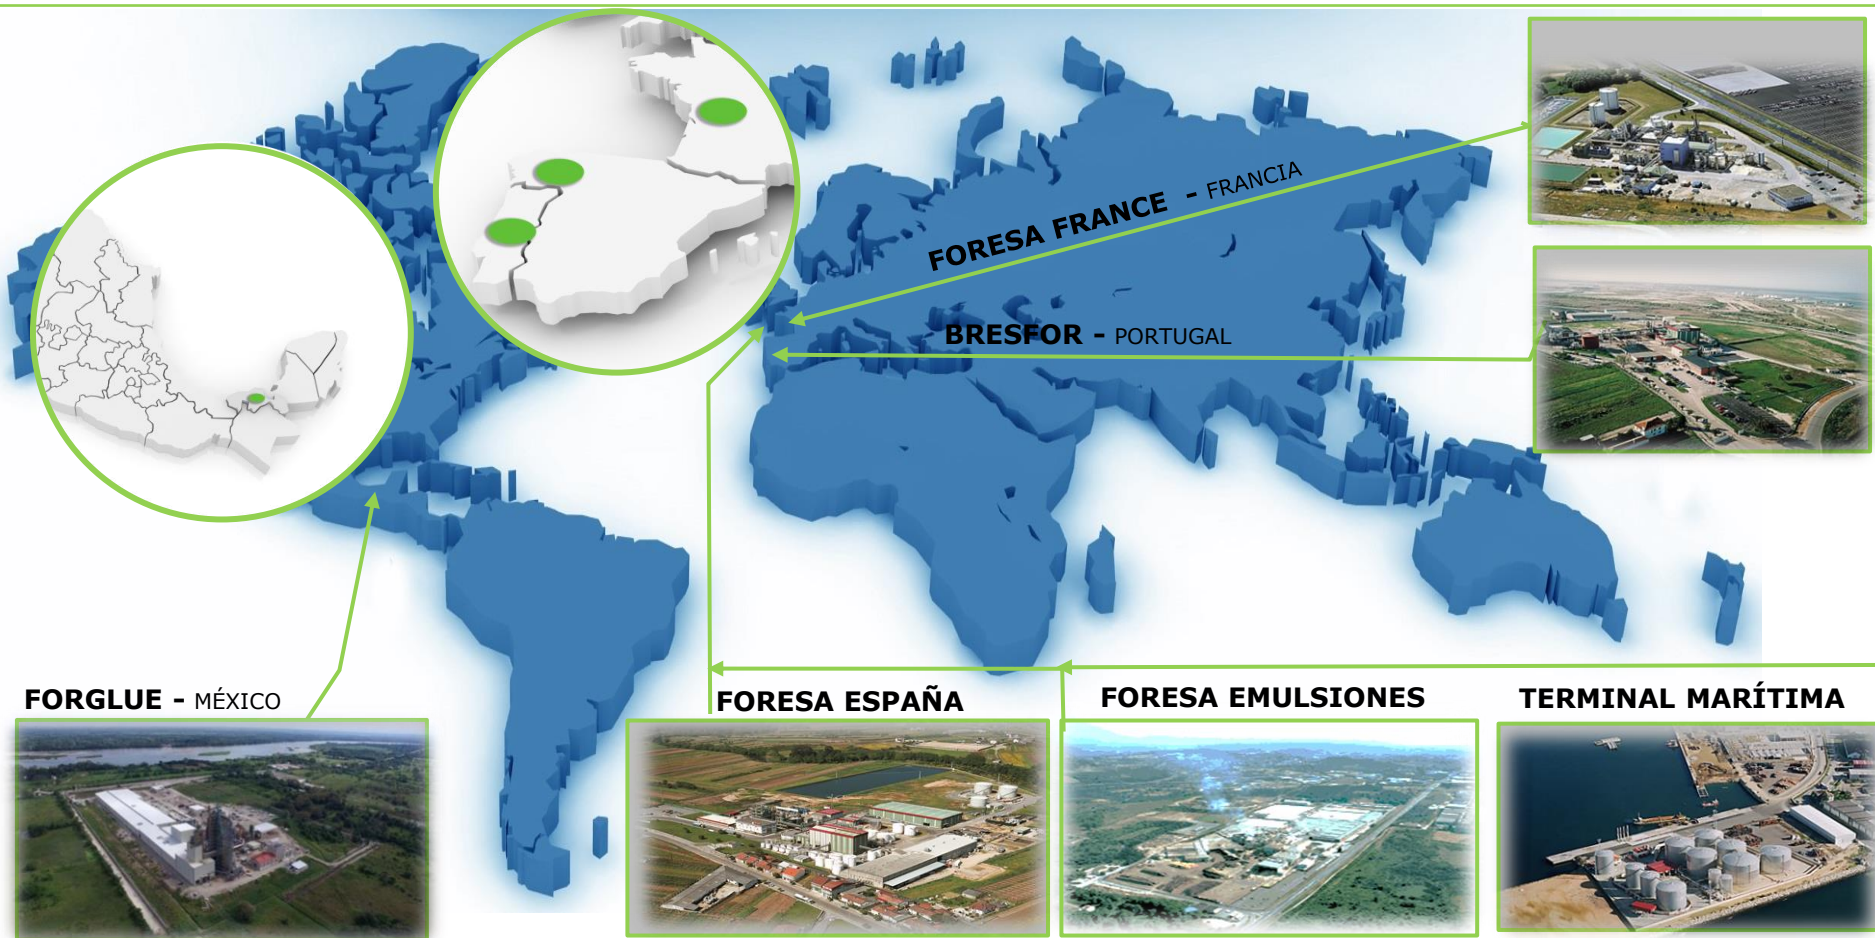 FORESA FRANCE - FRANCIA
BRESFOR - PORTUGAL
FORGLUE - MÉXICO
FORESA ESPAÑA
FORESA EMULSIONES
TERMINAL MARÍTIMA